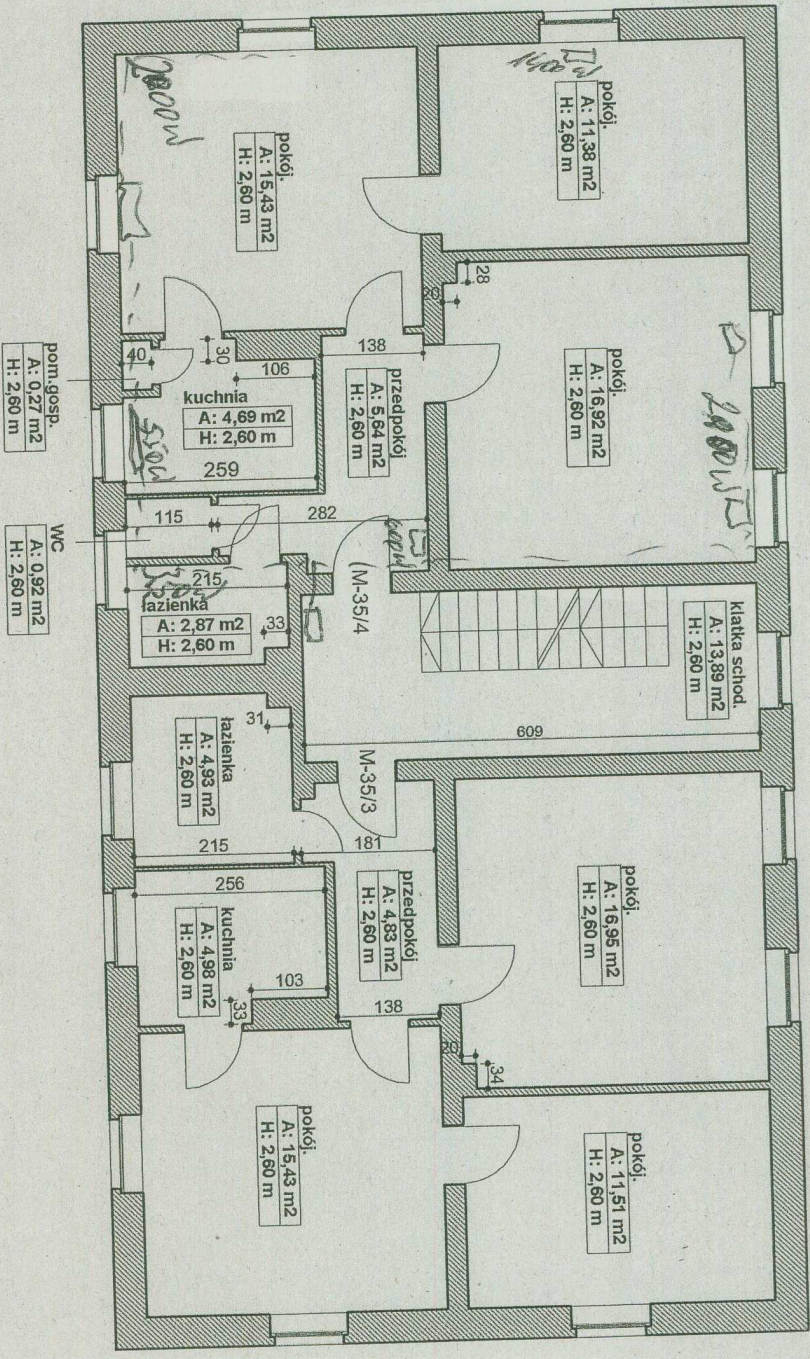 pokój.
A: 11,38 m2
H: 2,60 m
pokój.
A: 15,43 m2
H: 2,60 m
2000W
pokój.
A: 16,92 m2
H: 2,60 m
28
20
138
przedpokój
A: 5,64 m2
H: 2,60 m
30
106
40
kuchnia
A: 4,69 m2
H: 2,60 m
259
pom.gosp.
A: 0,27 m2
H: 2,60 m
115
282
WC
A: 0,92 m2
H: 2,60 m
215
łazienka
A: 2,87 m2
H: 2,60 m
33
(M-35/4
600W
klatka schod.
A: 13,89 m2
H: 2,60 m
609
M-35/3
31
łazienka
A: 4,93 m2
H: 2,60 m
215
181
256
kuchnia
A: 4,98 m2
H: 2,60 m
103
33
przedpokój
A: 4,83 m2
H: 2,60 m
138
pokój.
A: 16,95 m2
H: 2,60 m
20
34
pokój.
A: 15,43 m2
H: 2,60 m
pokój.
A: 11,51 m2
H: 2,60 m